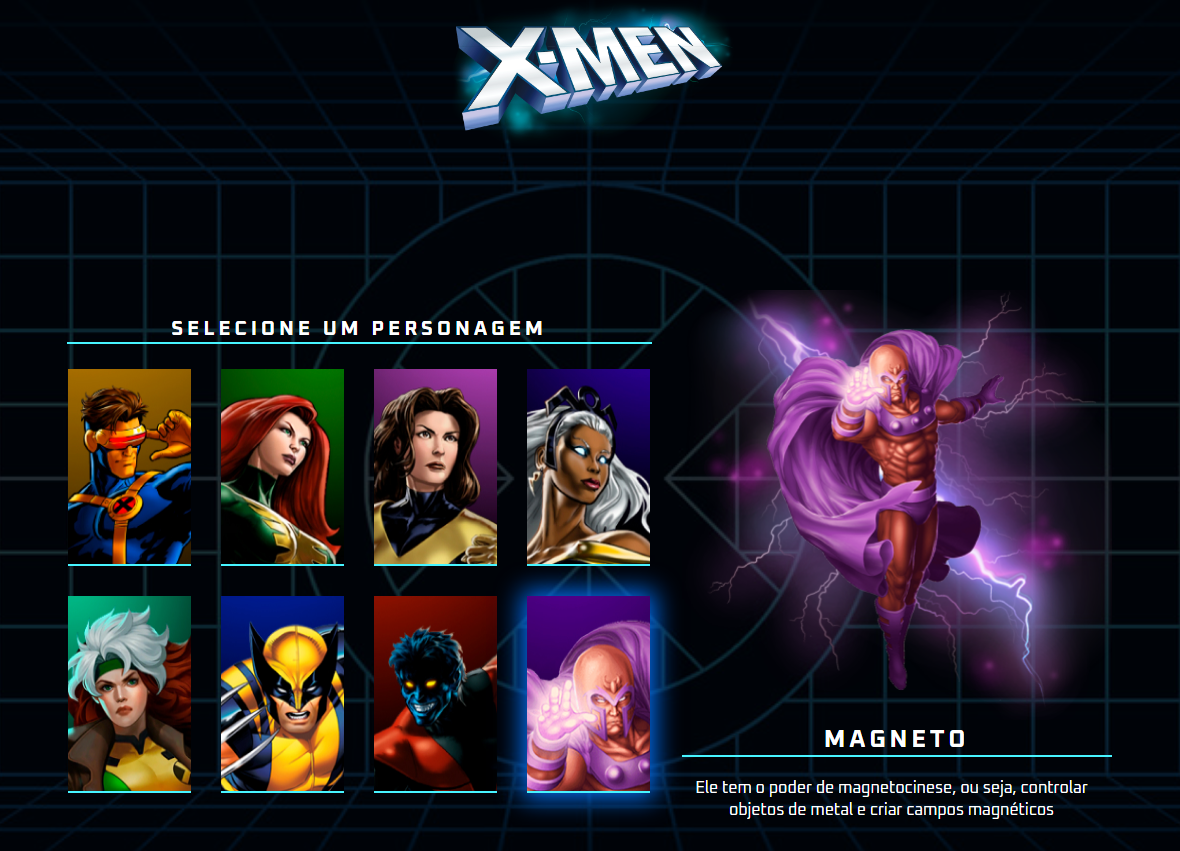 X-MEN
SELECIONE UM PERSONAGEM
MAGNETO
Ele tem o poder de magnetocinese, ou seja, controlar
objetos de metal e criar campos magnéticos